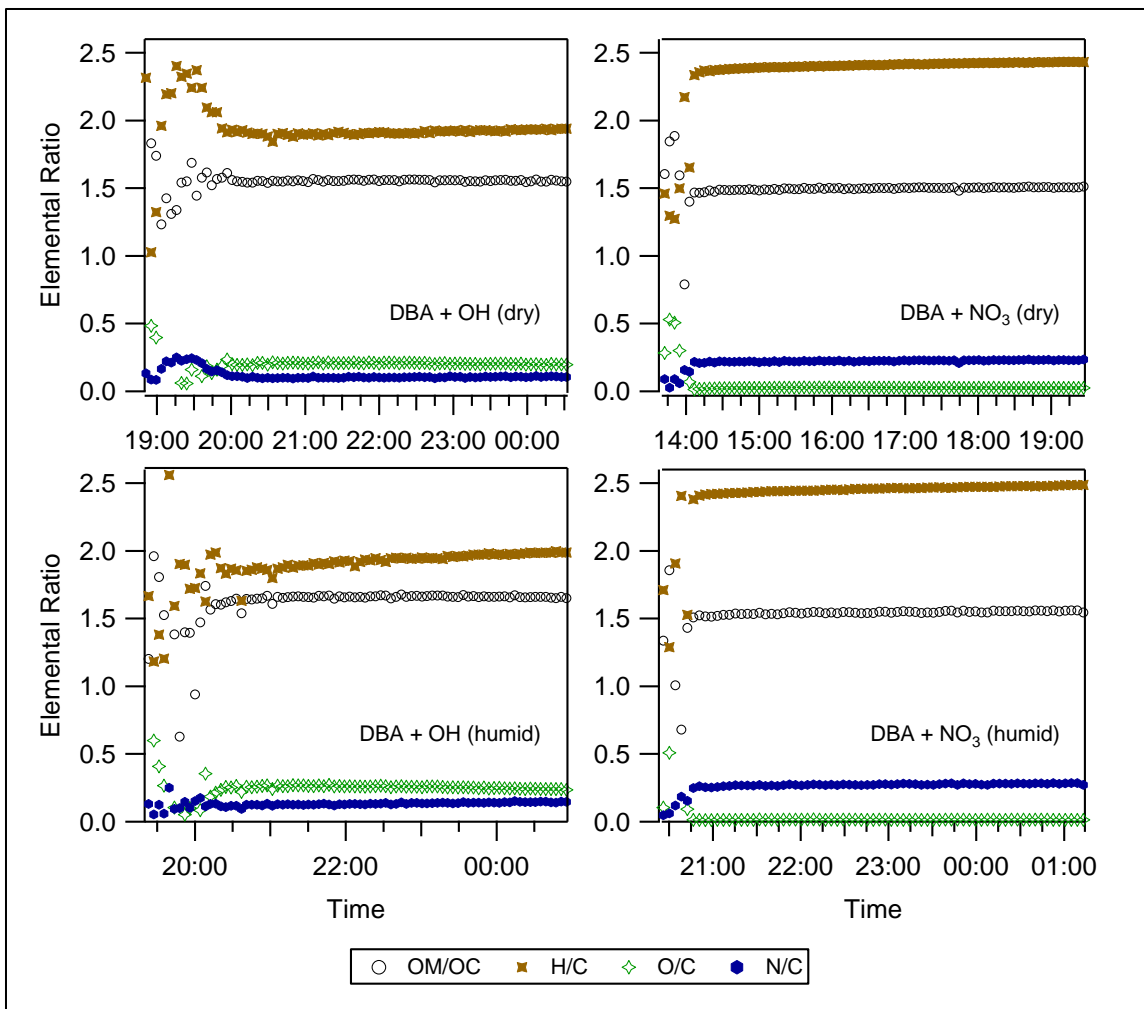 Elemental Ratio
2.5
2.0
1.5
1.0
0.5
0.0
DBA + OH (dry)
19:00 20:00 21:00 22:00 23:00 00:00
2.5
2.0
1.5
1.0
0.5
0.0
DBA + NO3 (dry)
14:00 15:00 16:00 17:00 18:00 19:00
Elemental Ratio
2.5
2.0
1.5
1.0
0.5
0.0
DBA + OH (humid)
20:00 22:00 00:00
Time
2.5
2.0
1.5
1.0
0.5
0.0
DBA + NO3 (humid)
21:00 22:00 23:00 00:00 01:00
Time
OM/OC H/C O/C N/C